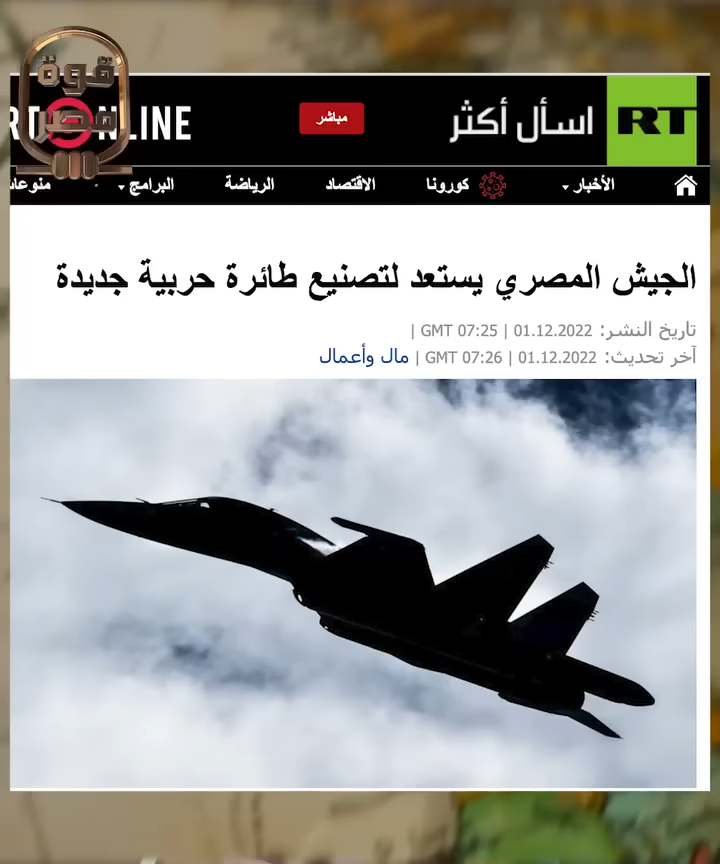 قوة
مصر
RT ONLINE
مباشر
اسأل أكثر
RT
الأخبار
كورونا
الاقتصاد
الرياضة
البرامج
الجيش المصري يستعد لتصنيع طائرة حربية جديدة
تاريخ النشر: 01.12.2022 | 07:25 GMT |
آخر تحديث: 01.12.2022 | 07:26 GMT | مال وأعمال